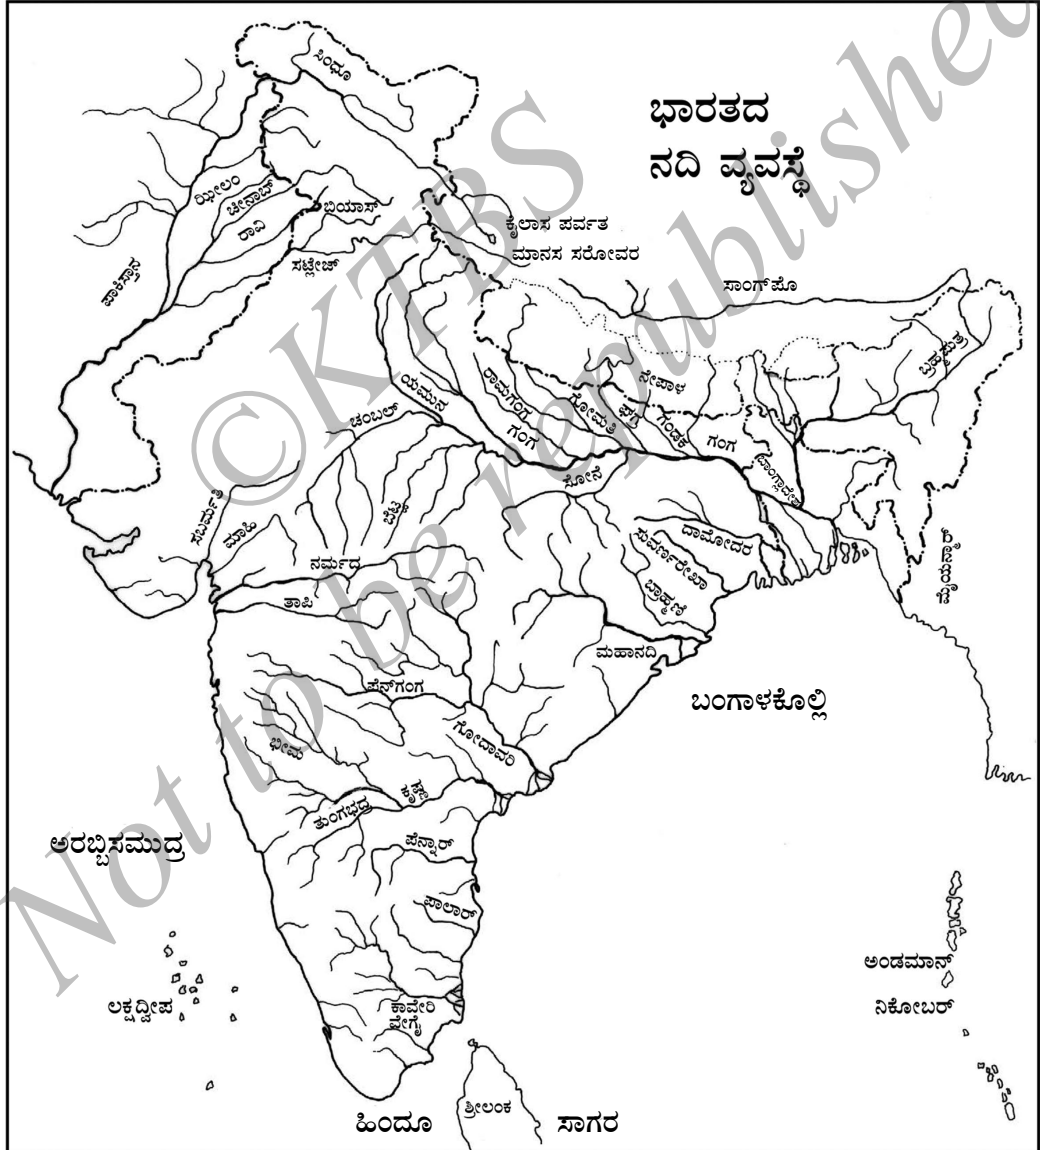 ಭಾರತದ
ನದಿ ವ್ಯವಸ್ಥೆ
ಸಿಂಧೂ
ಝೀಲಂ
ಚೀನಾಬ್
ರಾವಿ
ಬಿಯಾಸ್
ಸಟ್ಲೇಜ್
ಪಾಕಿಸ್ತಾನ
ಕೈಲಾಸ ಪರ್ವತ
ಮಾನಸ ಸರೋವರ
ಸಾಂಗ್‌ಪೊ
ಬ್ರಹ್ಮಪುತ್ರ
ನೇಪಾಳ
ಯಮುನ
ರಾಮಗಂಗ
ಗಂಗ
ಗೋಮತಿ
ಗಂಡಕ
ಗಂಗ
ಬಾಂಗ್ಲಾದೇಶ
ಚಂಬಲ್
ಬೆಟ್ವ
ಸೋನೆ
ಸಬರ್ಮತಿ
ಮಾಹಿ
ನರ್ಮದ
ತಾಪಿ
ದಾಮೋದರ
ಸುವರ್ಣರೇಖಾ
ಬ್ರಾಹ್ಮಣಿ
ಮಹಾನದಿ
ಪೆನ್‌ಗಂಗ
ಗೋದಾವರಿ
ಭೀಮ
ಕೃಷ್ಣ
ತುಂಗಭದ್ರ
ಪೆನ್ನಾರ್
ಪಾಲಾರ್
ಕಾವೇರಿ
ವೇಗೈ
ಬಂಗಾಳಕೊಲ್ಲಿ
ಅರಬ್ಬಿಸಮುದ್ರ
ಲಕ್ಷದ್ವೀಪ
ಅಂಡಮಾನ್
ನಿಕೋಬರ್
ಶ್ರೀಲಂಕ
ಹಿಂದೂ ಸಾಗರ
©KTBS
Not to be republished